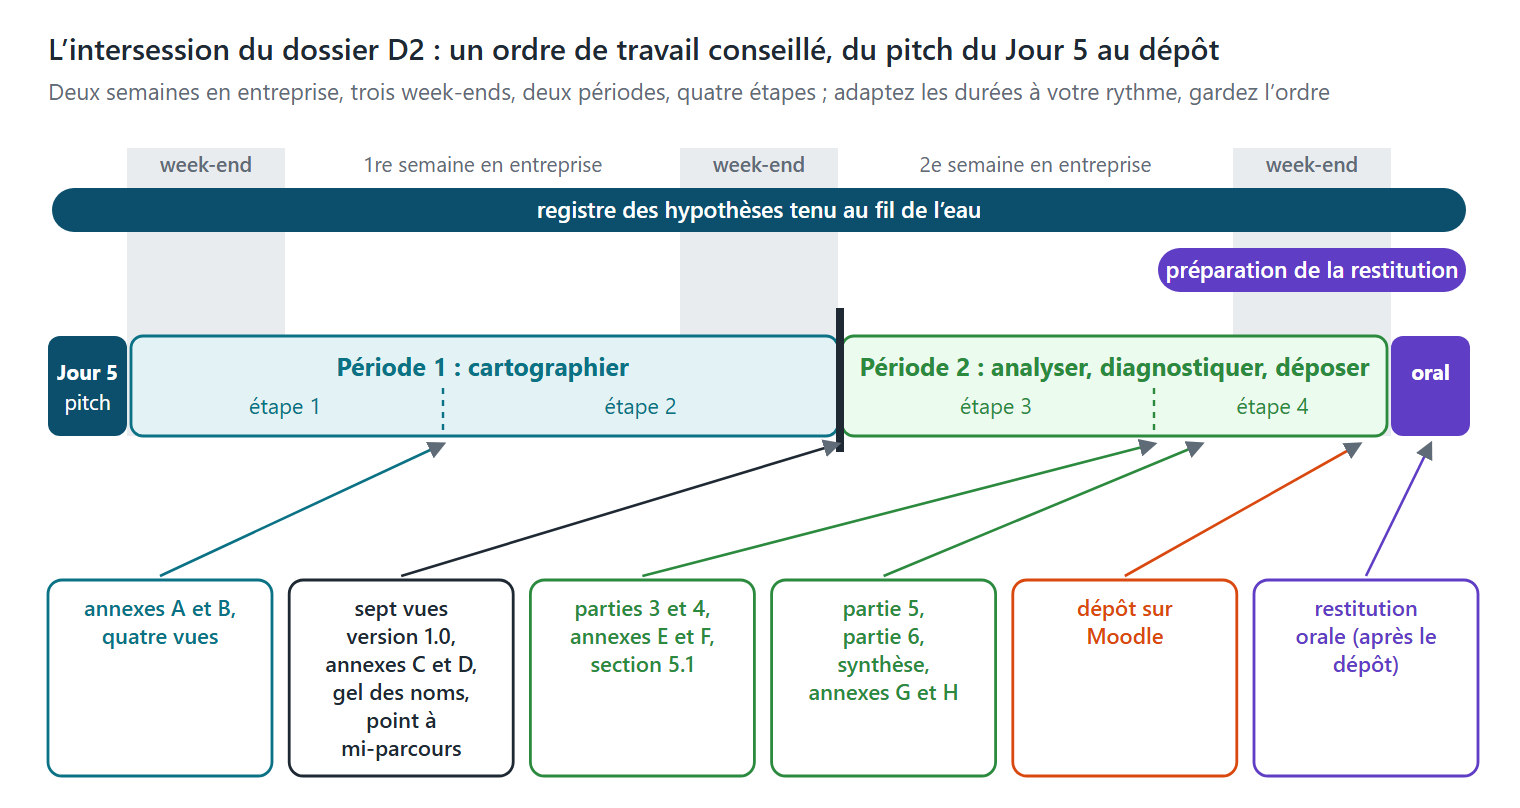 L’intersession du dossier D2 : un ordre de travail conseillé, du pitch du Jour 5 au dépôt
Deux semaines en entreprise, trois week-ends, deux périodes, quatre étapes ; adaptez les durées à votre rythme, gardez l’ordre
week-end
1re semaine en entreprise
week-end
2e semaine en entreprise
week-end
registre des hypothèses tenu au fil de l’eau
préparation de la restitution
Jour 5
pitch
Période 1 : cartographier
étape 1
étape 2
Période 2 : analyser, diagnostiquer, déposer
étape 3
étape 4
oral
annexes A et B,
quatre vues
sept vues
version 1.0,
annexes C et D,
gel des noms,
point à
mi-parcours
parties 3 et 4,
annexes E et F,
section 5.1
partie 5,
partie 6,
synthèse,
annexes G et H
dépôt sur
Moodle
restitution
orale (après le
dépôt)